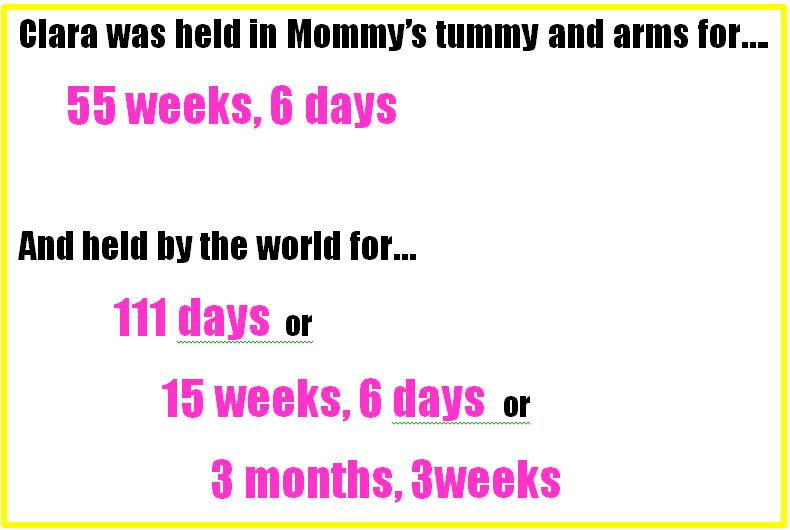 Clara was held in Mommy’s tummy and arms for....
55 weeks, 6 days
And held by the world for...
111 days or
15 weeks, 6 days or
3 months, 3weeks